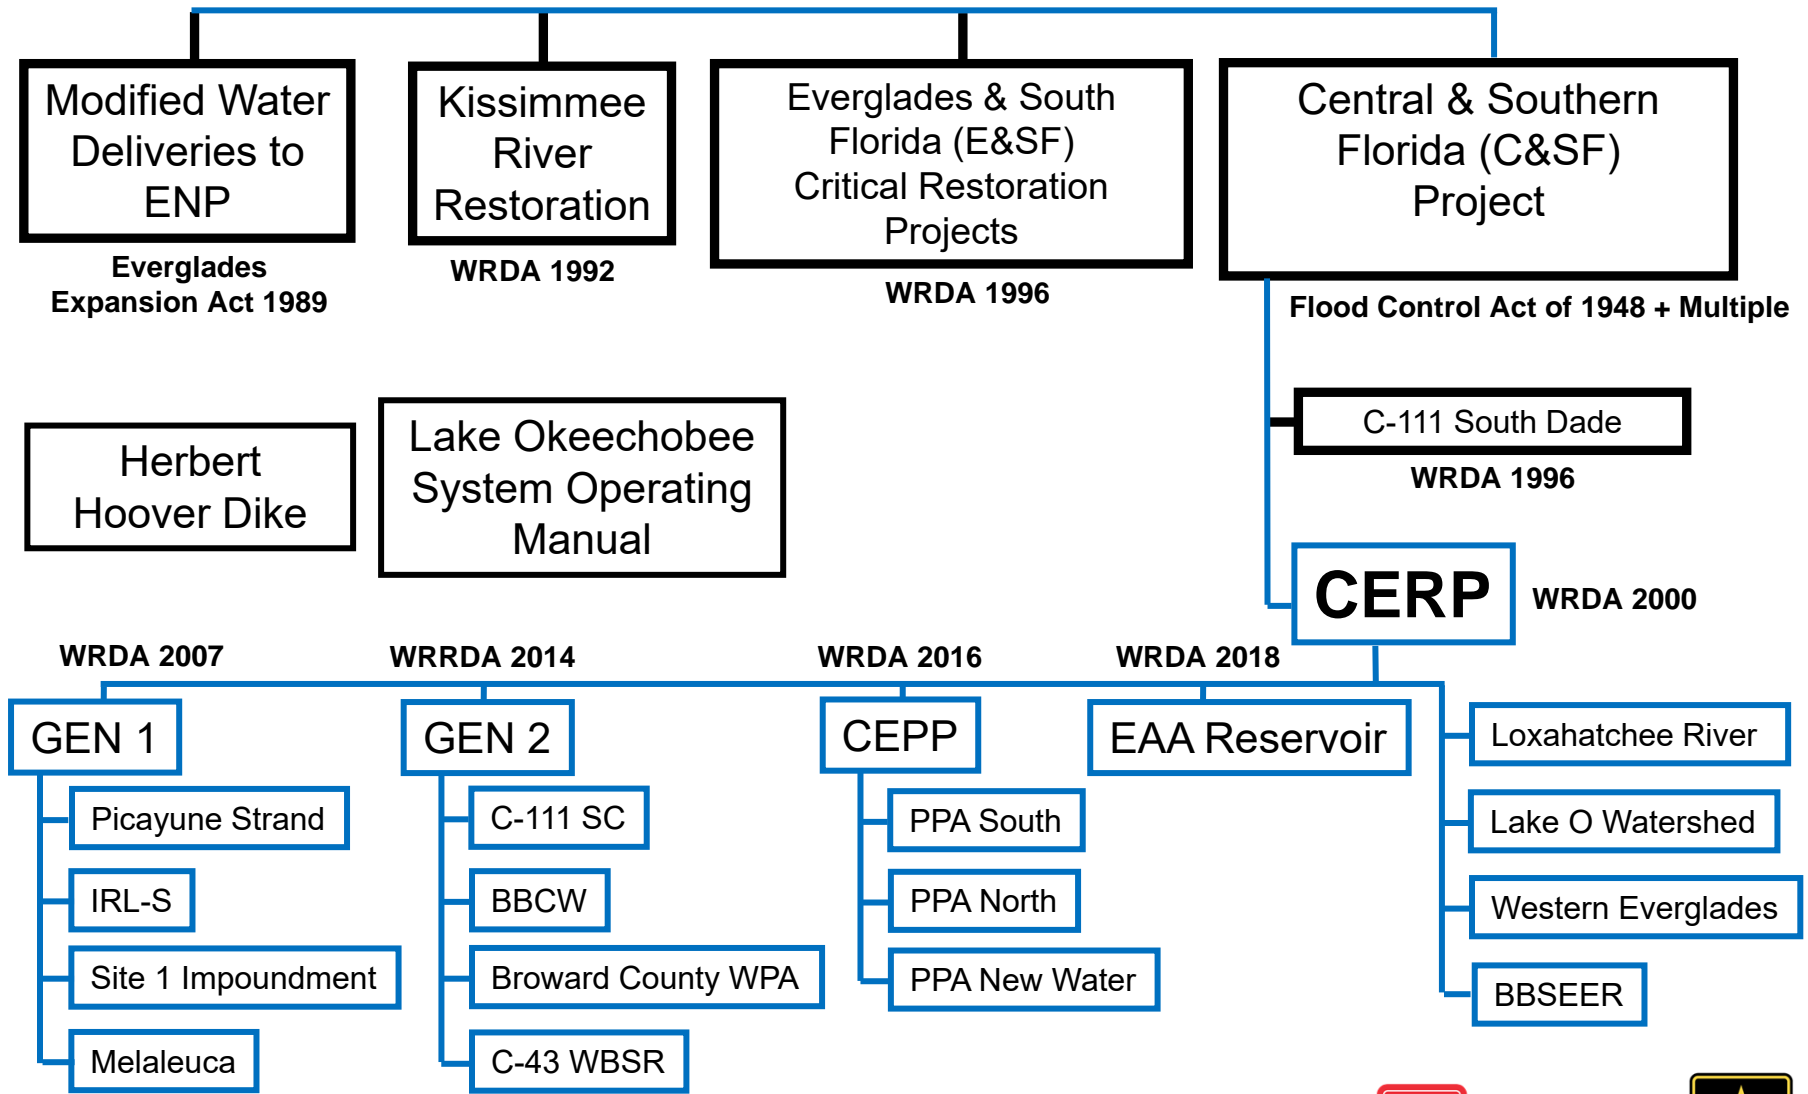 Modified Water
Deliveries to
ENP
Everglades
Expansion Act 1989
Kissimmee
River
Restoration
WRDA 1992
Everglades & South
Florida (E&SF)
Critical Restoration
Projects
WRDA 1996
Central & Southern
Florida (C&SF)
Project
Flood Control Act of 1948 + Multiple
C-111 South Dade
WRDA 1996
Herbert
Hoover Dike
Lake Okeechobee
System Operating
Manual
CERP
WRDA 2000
WRDA 2007
GEN 1
Picayune Strand
IRL-S
Site 1 Impoundment
Melaleuca
WRRDA 2014
GEN 2
C-111 SC
BBCW
Broward County WPA
C-43 WBSR
WRDA 2016
CEPP
PPA South
PPA North
PPA New Water
WRDA 2018
EAA Reservoir
Loxahatchee River
Lake O Watershed
Western Everglades
BBSEER